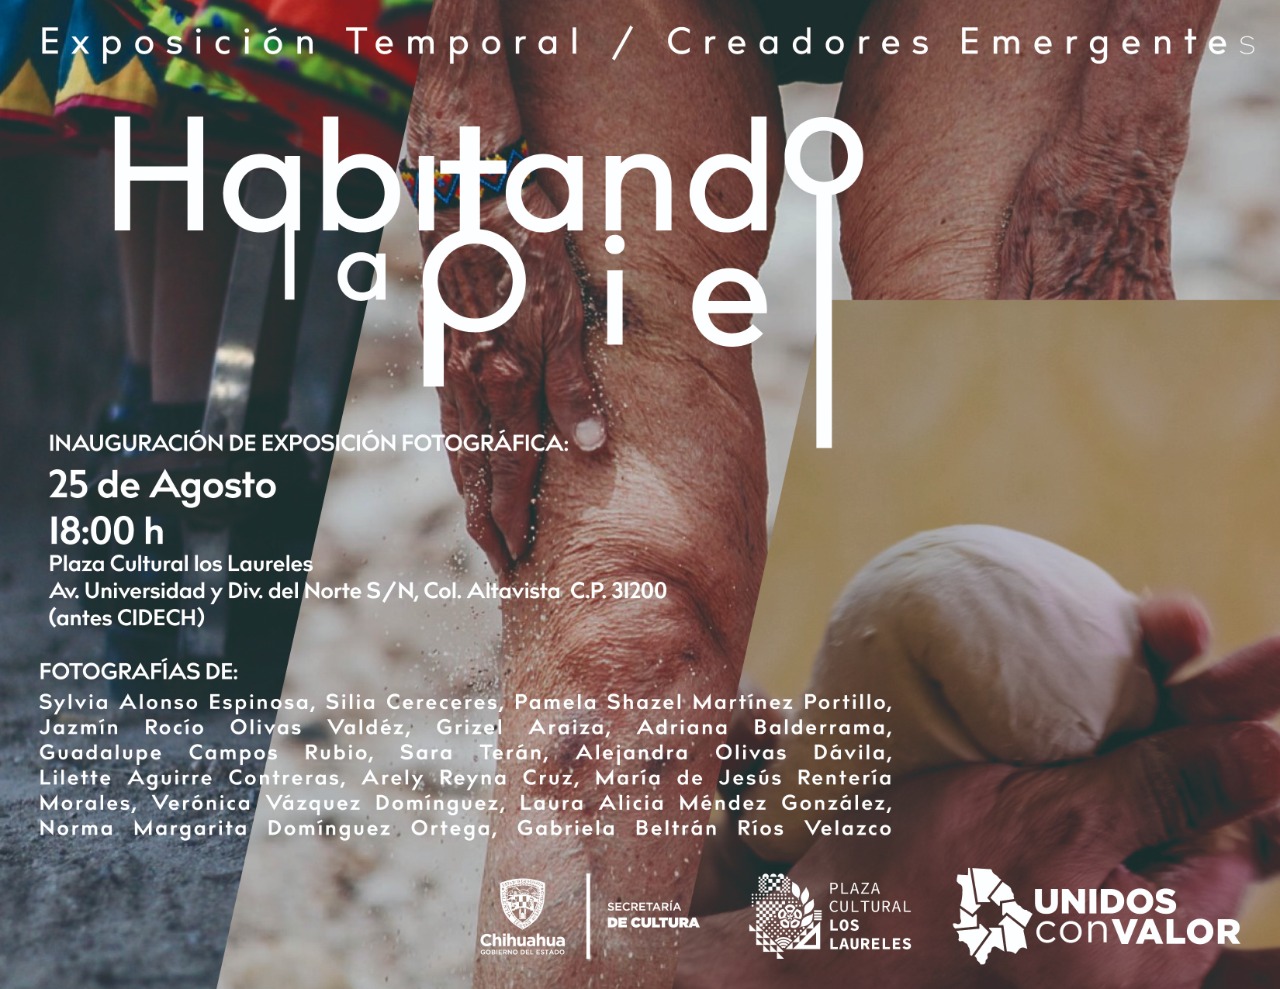 Exposición Temporal / Creadores Emergentes
Habitando
la piel
INAUGURACIÓN DE EXPOSICIÓN FOTOGRÁFICA:
25 de Agosto
18:00 h
Plaza Cultural los Laureles
Av. Universidad y Div. del Norte S/N, Col. Altavista C.P. 31200
(antes CIDECH)
FOTOGRAFÍAS DE:
Sylvia Alonso Espinosa, Silia Cereceres, Pamela Shazel Martínez Portillo,
Jazmín Rocío Olivas Valdéz, Grizel Araiza, Adriana Balderrama,
Guadalupe Campos Rubio, Sara Terán, Alejandra Olivas Dávila,
Lilette Aguirre Contreras, Arely Reyna Cruz, María de Jesús Rentería
Morales, Verónica Vázquez Domínguez, Laura Alicia Méndez González,
Norma Margarita Domínguez Ortega, Gabriela Beltrán Ríos Velazco
Chihuahua
GOBIERNO DEL ESTADO
SECRETARÍA
DE CULTURA
PLAZA
CULTURAL
LOS
LAURELES
UNIDOS
conVALOR